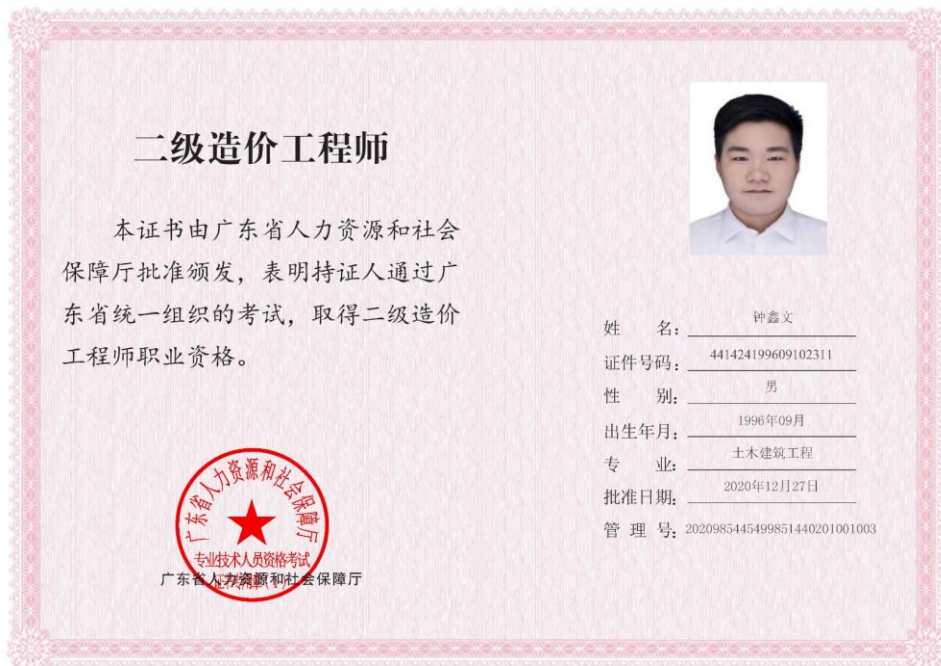 二级造价工程师
本证书由广东省人力资源和社会
保障厅批准颁发，表明持证人通过广
东省统一组织的考试，取得二级造价
工程师职业资格。
广东省人力资源和社会保障厅
专业技术人员资格考试
广东省人力资源和社会保障厅
姓 名：钟鑫文
证件号码：441424199609102311
性 别：男
出生年月：1996年09月
专 业：土木建筑工程
批准日期：2020年12月27日
管 理 号：20209854454998514402010010​03